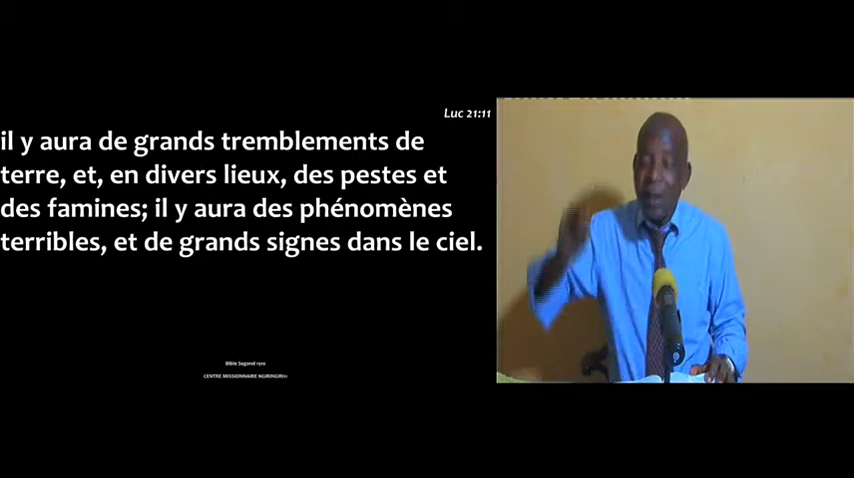 Luc 21:11
il y aura de grands tremblements de
terre, et, en divers lieux, des pestes et
des famines; il y aura des phénomènes
terribles, et de grands signes dans le ciel.
Bible Segond 1910
CENTRE MISSIONNAIRE